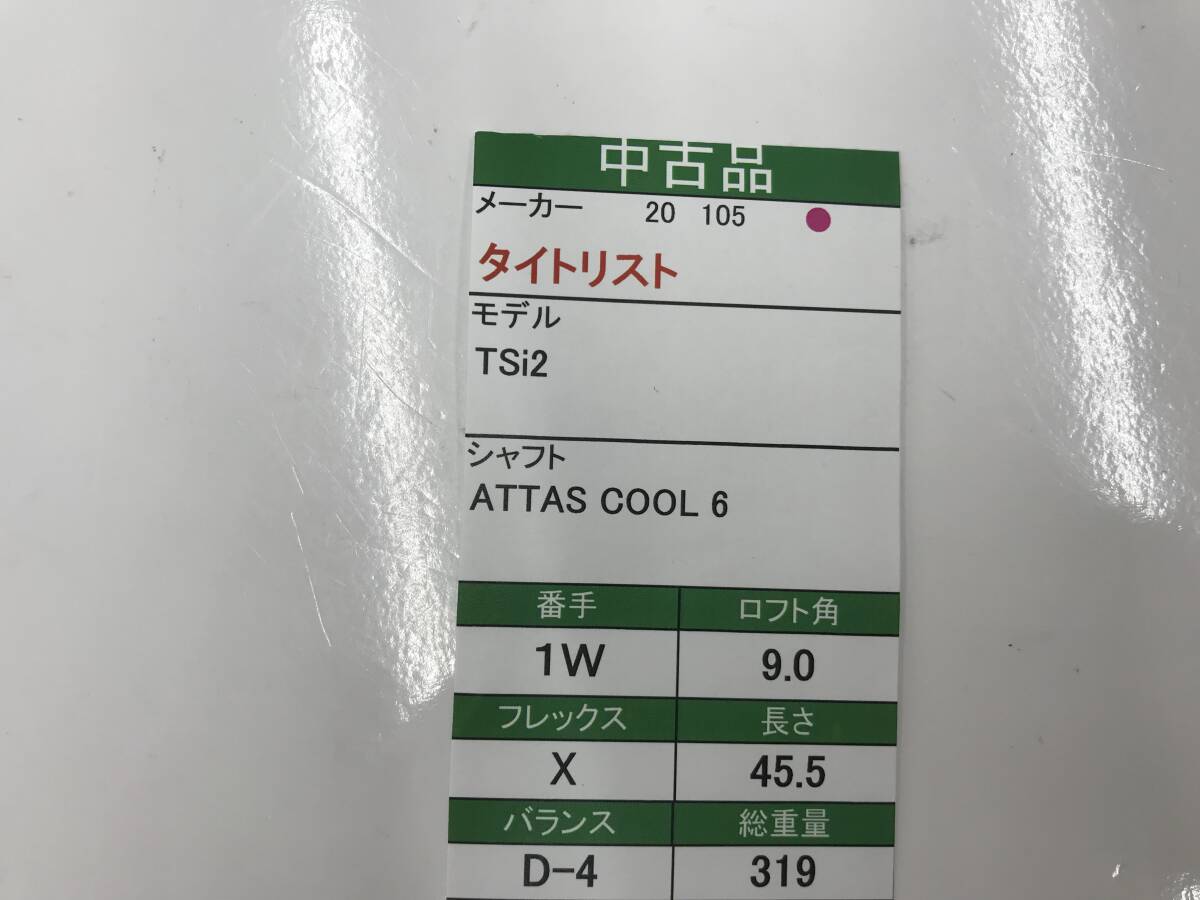 中古品
メーカー 20 105
タイトリスト
モデル
TSi2
シャフト
ATTAS COOL 6
番手 ロフト角
1W 9.0
フレックス 長さ
X 45.5
バランス 総重量
D-4 319